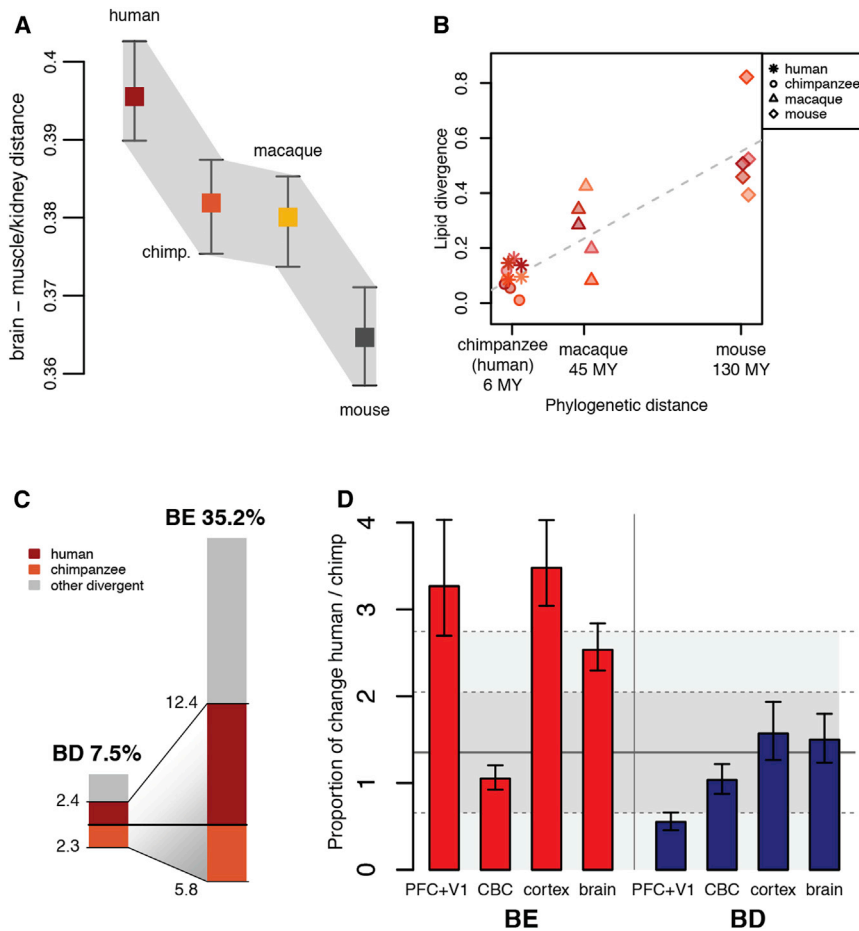 A
human
macaque
chimp.
mouse
brain – muscle/kidney distance
0.4
0.39
0.38
0.37
0.36
B
human
chimpanzee
macaque
mouse
Lipid divergence
0.8
0.6
0.4
0.2
0.0
chimpanzee
(human)
6 MY
macaque
45 MY
mouse
130 MY
Phylogenetic distance
C
BE 35.2%
human
chimpanzee
other divergent
12.4
BD 7.5%
2.4
2.3
5.8
D
Proportion of change human / chimp
4
3
2
1
0
PFC+V1 CBC cortex brain PFC+V1 CBC cortex brain
BE BD